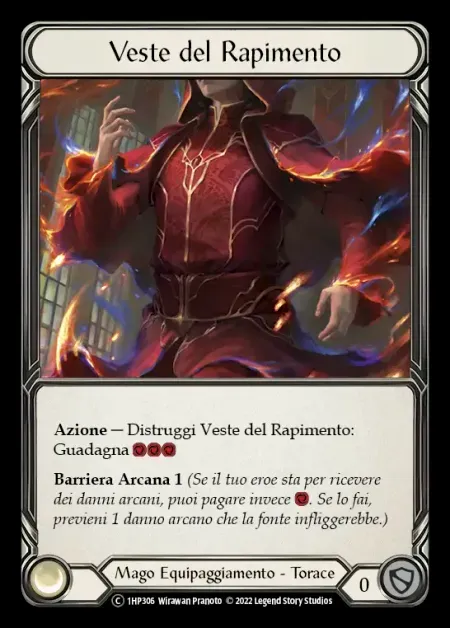 Veste del Rapimento
Azione — Distruggi Veste del Rapimento:
Guadagna
Barriera Arcana 1 (Se il tuo eroe sta per ricevere
dei danni arcani, puoi pagare invece . Se lo fai,
previeni 1 danno arcano che la fonte infliggerebbe.)
Mago Equipaggiamento - Torace
0
C 1HP306 Wirawan Pranoto © 2022 Legend Story Studios